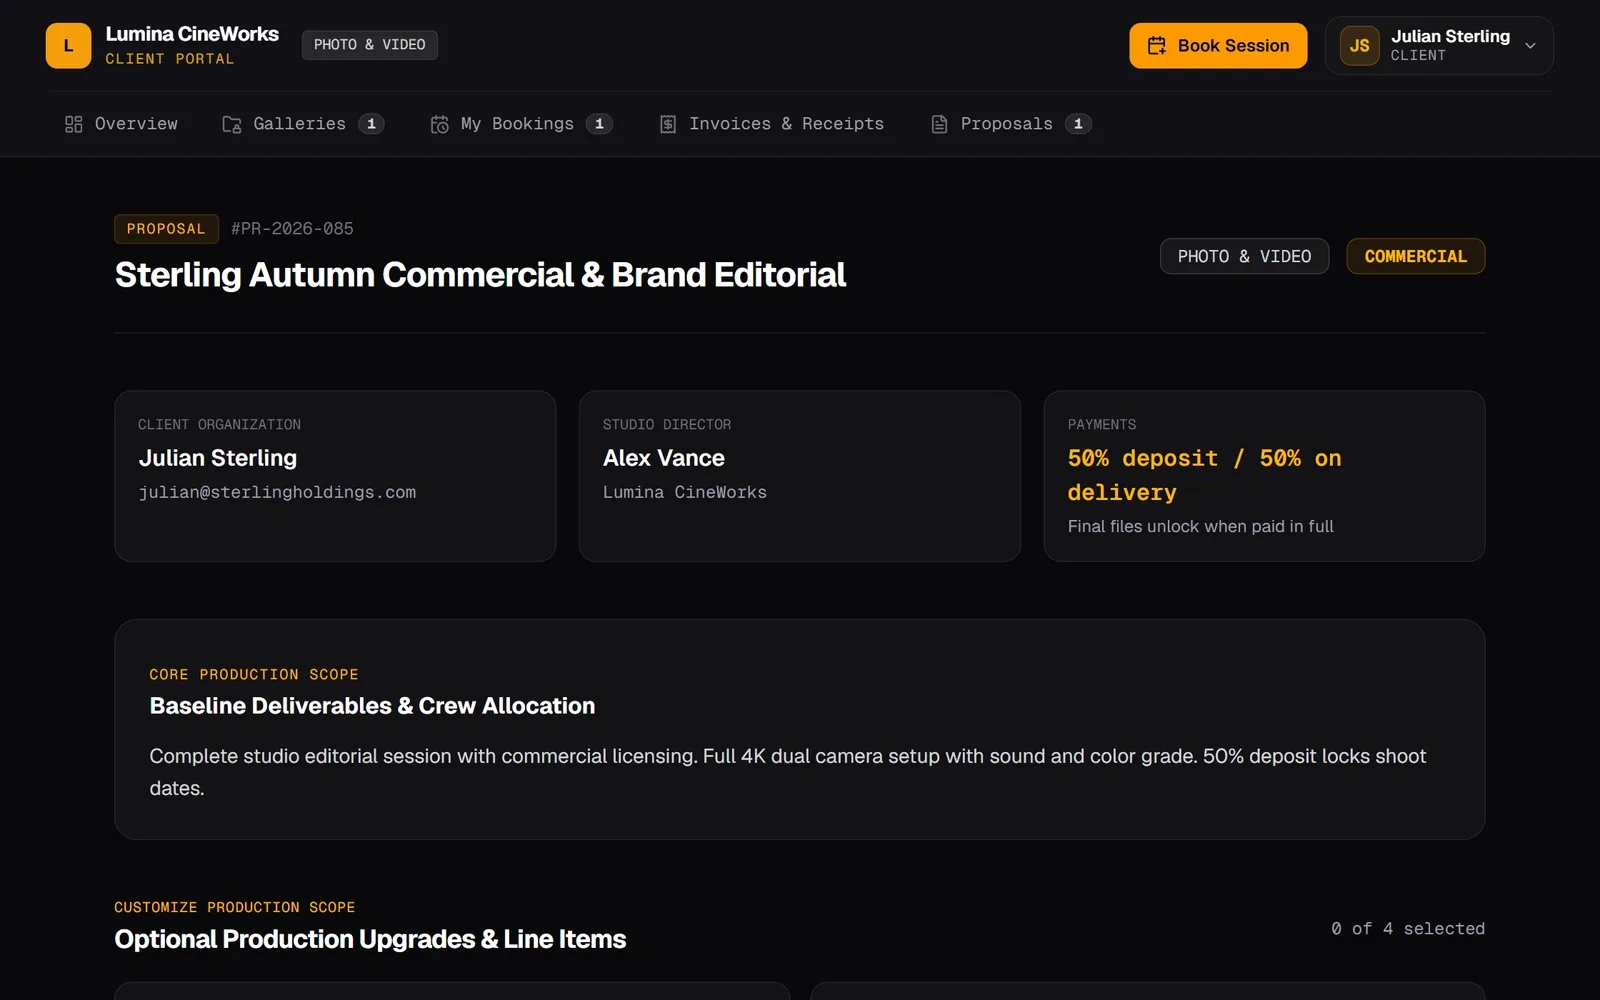 L
Lumina CineWorks
CLIENT PORTAL
PHOTO & VIDEO
Book Session
JS
Julian Sterling
CLIENT
Overview
Galleries 1
My Bookings 1
Invoices & Receipts
Proposals 1
PROPOSAL #PR-2026-085
Sterling Autumn Commercial & Brand Editorial
PHOTO & VIDEO
COMMERCIAL
CLIENT ORGANIZATION
Julian Sterling
julian@sterlingholdings.com
STUDIO DIRECTOR
Alex Vance
Lumina CineWorks
PAYMENTS
50% deposit / 50% on
delivery
Final files unlock when paid in full
CORE PRODUCTION SCOPE
Baseline Deliverables & Crew Allocation
Complete studio editorial session with commercial licensing. Full 4K dual camera setup with sound and color grade. 50% deposit locks shoot
dates.
CUSTOMIZE PRODUCTION SCOPE
Optional Production Upgrades & Line Items
0 of 4 selected